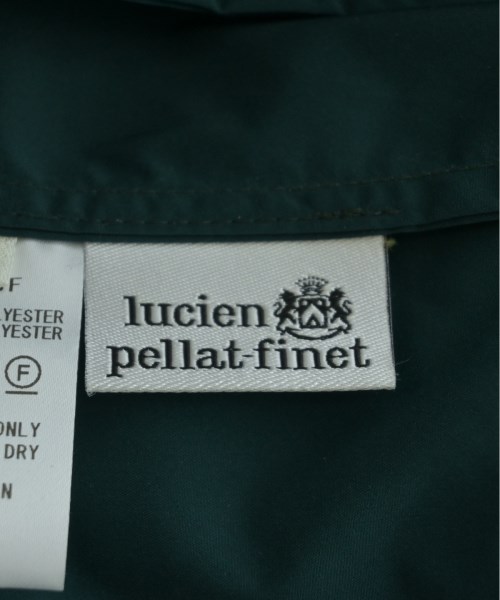 lucien
pellat-finet
F
YESTER
YESTER
F
ONLY
DRY
N